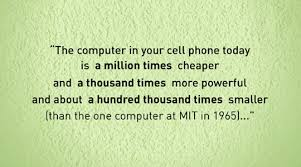 “The computer in your cell phone today
is a million times cheaper
and a thousand times more powerful
and about a hundred thousand times smaller
(than the one computer at MIT in 1965)...”